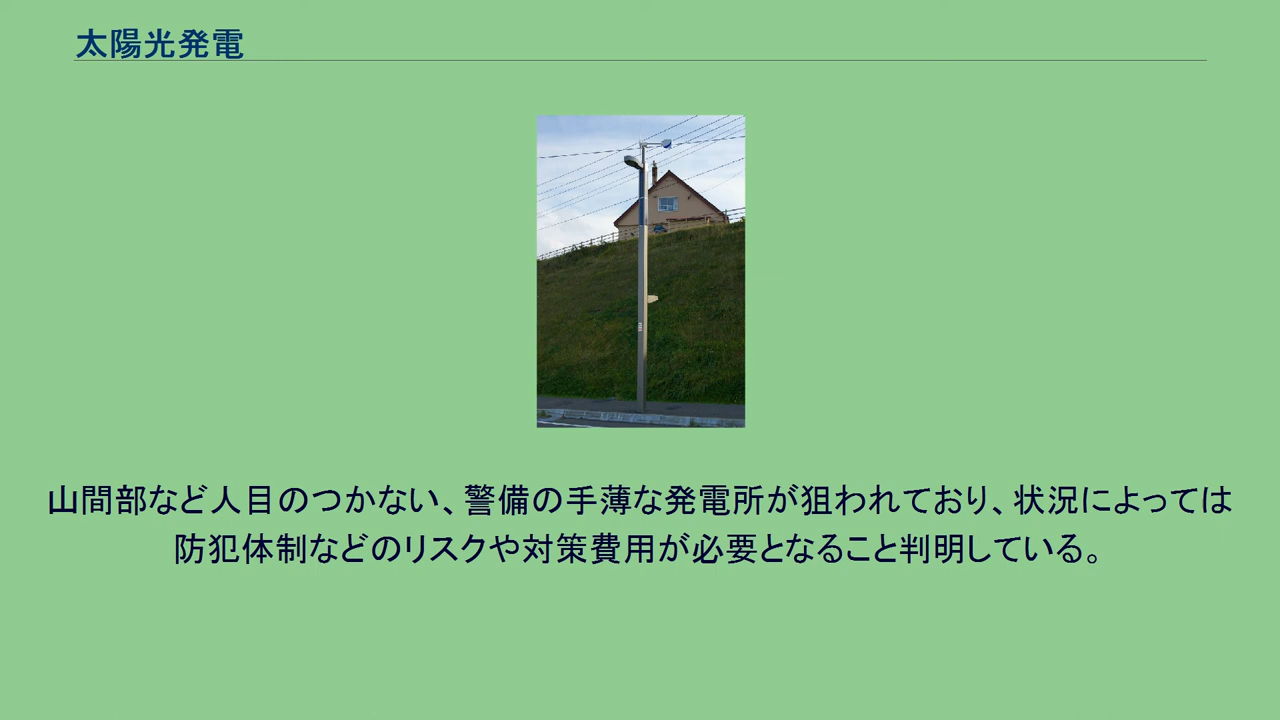 太陽光発電
山間部など人目のつかない、警備の手薄な発電所が狙われており、状況によっては
防犯体制などのリスクや対策費用が必要となること判明している。